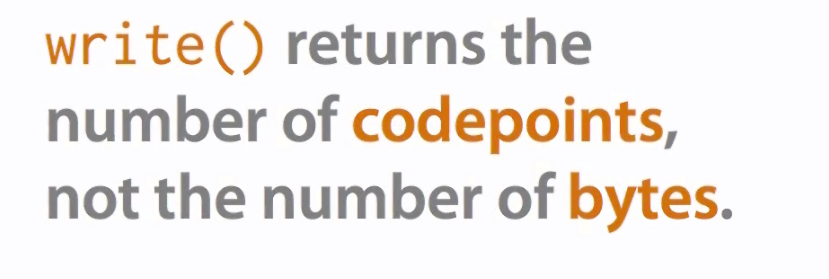 write() returns the
number of codepoints,
not the number of bytes.